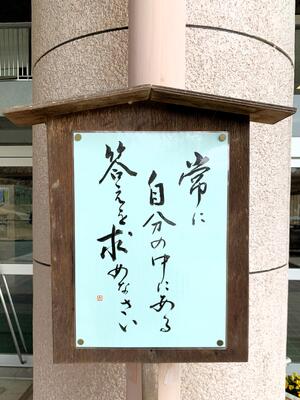 常に
自分の中にある
答えを求めなさい